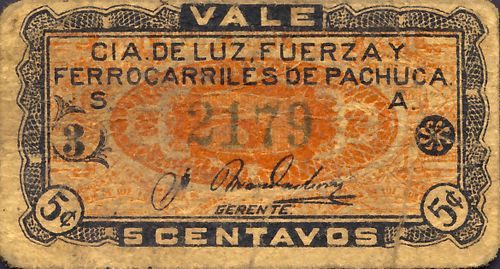 VALE
CIA. DE LUZ, FUERZA Y
FERROCARRILES DE PACHUCA.
S. A.
3 2179
GERENTE.
5¢ 5¢
5 CENTAVOS